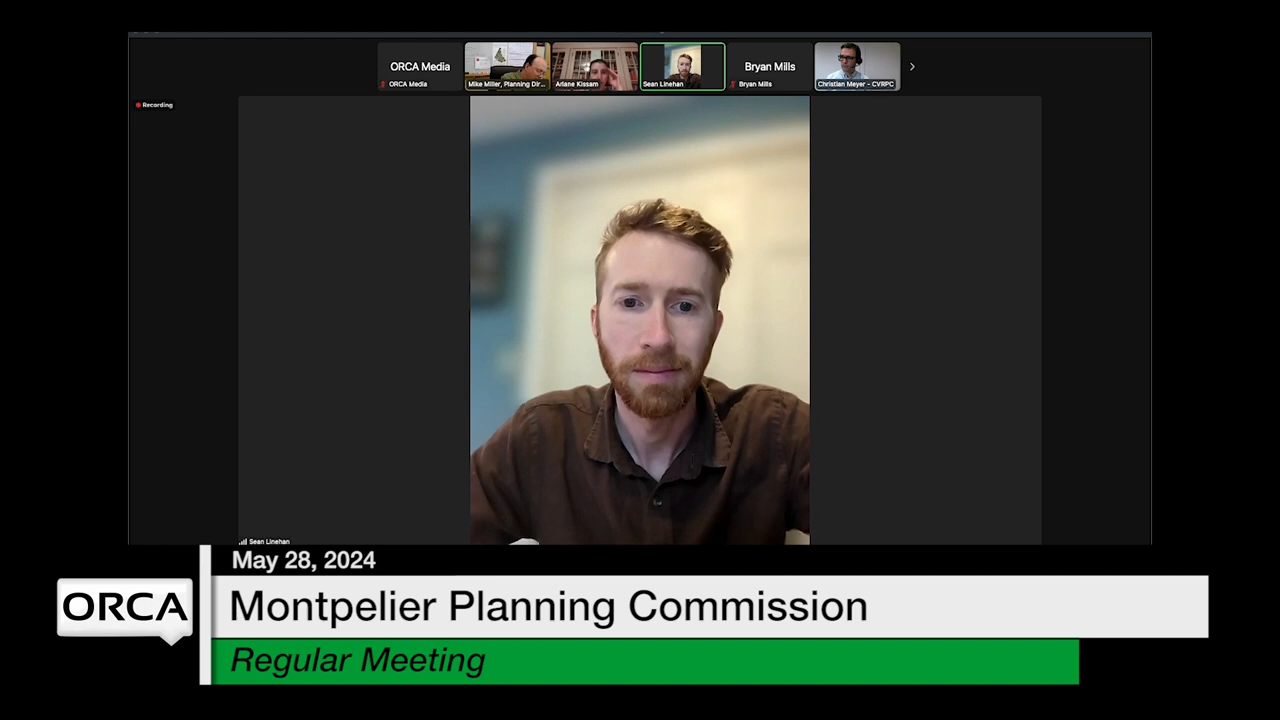 ORCA Media
Bryan Mills
ORCA Media
Mike Miller, Planning Dir...
Ariane Kissam
Sean Linehan
Bryan Mills
Christian Meyer - CVRPC
Recording
Sean Linehan
May 28, 2024
ORCA
Montpelier Planning Commission
Regular Meeting